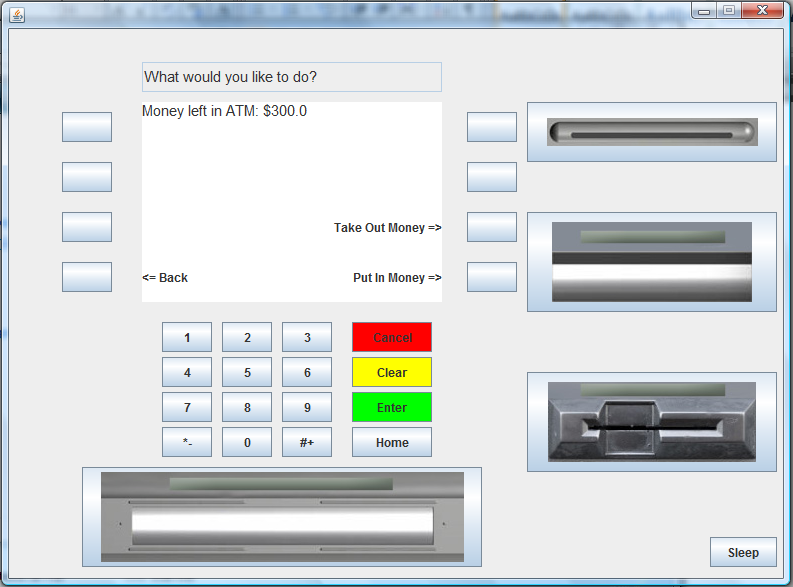 What would you like to do?
Money left in ATM: $300.0
Take Out Money =>
<= Back
Put In Money =>
1
2
3
Cancel
4
5
6
Clear
7
8
9
Enter
*-
0
#+
Home
Sleep